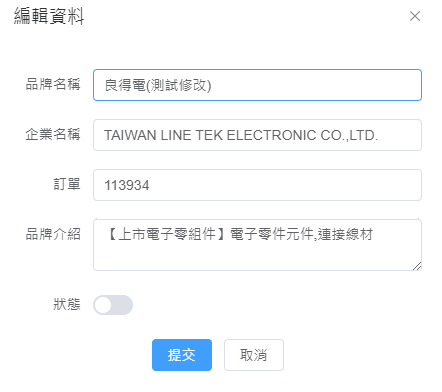 編輯資料
品牌名稱
良得電(測試修改)
企業名稱
TAIWAN LINE TEK ELECTRONIC CO.,LTD.
訂單
113934
品牌介紹
【上市電子零組件】電子零件元件,連接線材
狀態
提交
取消